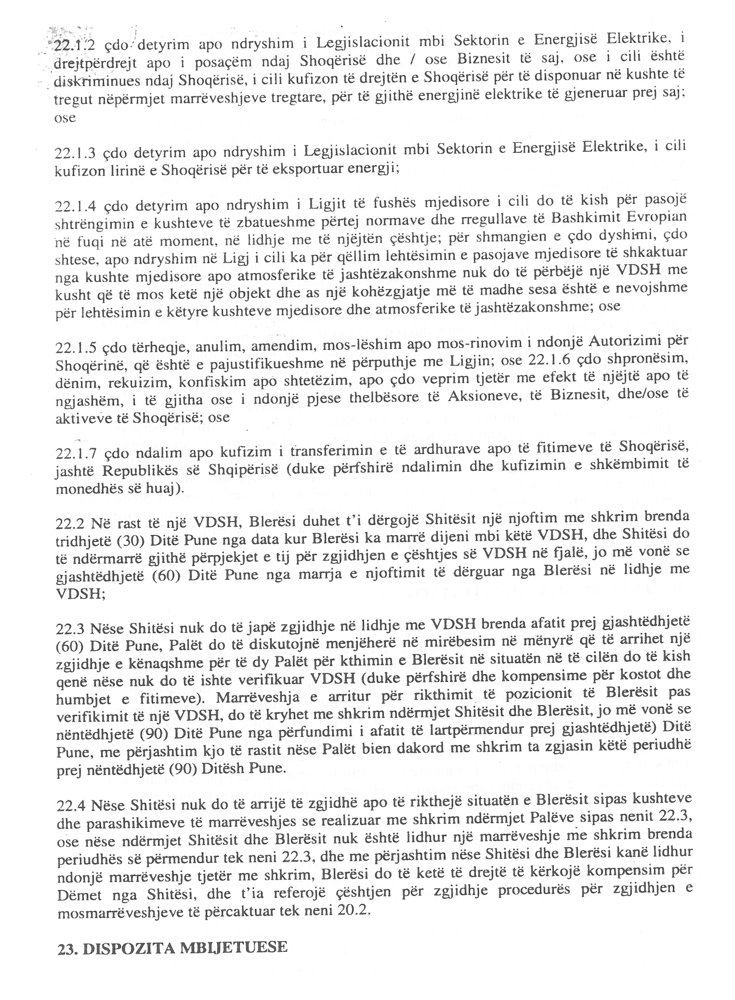 22.1.2 çdo detyrim apo ndryshim i Legjislacionit mbi Sektorin e Energjisë Elektrike, i
drejtpërdrejt apo i posaçëm ndaj Shoqërisë dhe / ose Biznesit të saj, ose i cili është
diskriminues ndaj Shoqërisë, i cili kufizon të drejtën e Shoqërisë për të disponuar në kushte të
tregut nëpërmjet marrëveshjeve tregtare, për të gjithë energjinë elektrike të gjeneruar prej saj;
ose
22.1.3 çdo detyrim apo ndryshim i Legjislacionit mbi Sektorin e Energjisë Elektrike, i cili
kufizon lirinë e Shoqërisë për të eksportuar energji;
22.1.4 çdo detyrim apo ndryshim i Ligjit të fushës mjedisore i cili do të kish për pasojë
shtrëngimin e kushteve të zbatueshme përtej normave dhe rregullave të Bashkimit Evropian
në fuqi në atë moment, në lidhje me të njëjtën çështje; për shmangien e çdo dyshimi, çdo
shtese, apo ndryshim në Ligj i cili ka për qëllim lehtësimin e pasojave mjedisore të shkaktuar
nga kushte mjedisore apo atmosferike të jashtëzakonshme nuk do të përbëjë një VDSH me
kusht që të mos ketë një objekt dhe as një kohëzgjatje më të madhe sesa është e nevojshme
për lehtësimin e këtyre kushteve mjedisore dhe atmosferike të jashtëzakonshme; ose
22.1.5 çdo tërheqje, anulim, amendim, mos-lëshim apo mos-rinovim i ndonjë Autorizimi për
Shoqërinë, që është e pajustifikueshme në përputhje me Ligjin; ose 22.1.6 çdo shpronësim,
dënim, rekuizim, konfiskim apo shtetëzim, apo çdo veprim tjetër me efekt të njëjtë apo të
ngjashëm, i të gjitha ose i ndonjë pjese thelbësore të Aksioneve, të Biznesit, dhe/ose të
aktiveve të Shoqërisë; ose
22.1.7 çdo ndalim apo kufizim i transferimin e të ardhurave apo të fitimeve të Shoqërisë,
jashtë Republikës së Shqipërisë (duke përfshirë ndalimin dhe kufizimin e shkëmbimit të
monedhës së huaj).
22.2 Në rast të një VDSH, Blerësi duhet t’i dërgojë Shitësit një njoftim me shkrim brenda
tridhjetë (30) Ditë Pune nga data kur Blerësi ka marrë dijeni mbi këtë VDSH, dhe Shitësi do
të ndërmarrë gjithë përpjekjet e tij për zgjidhjen e çështjes së VDSH në fjalë, jo më vonë se
gjashtëdhjetë (60) Ditë Pune nga marrja e njoftimit të dërguar nga Blerësi në lidhje me
VDSH;
22.3 Nëse Shitësi nuk do të japë zgjidhje në lidhje me VDSH brenda afatit prej gjashtëdhjetë
(60) Ditë Pune, Palët do të diskutojnë menjëherë në mirëbesim në mënyrë që të arrihet një
zgjidhje e kënaqshme për të dy Palët për kthimin e Blerësit në situatën në të cilën do të kish
qenë nëse nuk do të ishte verifikuar VDSH (duke përfshirë dhe kompensime për kostot dhe
humbjet e fitimeve). Marrëveshja e arritur për rikthimit të pozicionit të Blerësit pas
verifikimit të një VDSH, do të kryhet me shkrim ndërmjet Shitësit dhe Blerësit, jo më vonë se
nëntëdhjetë (90) Ditë Pune nga përfundimi i afatit të lartpërmendur prej gjashtëdhjetë) Ditë
Pune, me përjashtim kjo të rastit nëse Palët bien dakord me shkrim ta zgjasin këtë periudhë
prej nëntëdhjetë (90) Ditësh Pune.
22.4 Nëse Shitësi nuk do të arrijë të zgjidhë apo të rikthejë situatën e Blerësit sipas kushteve
dhe parashikimeve të marrëveshjes se realizuar me shkrim ndërmjet Palëve sipas nenit 22.3,
ose nëse ndërmjet Shitësit dhe Blerësit nuk është lidhur një marrëveshje me shkrim brenda
periudhës së përmendur tek neni 22.3, dhe me përjashtim nëse Shitësi dhe Blerësi kanë lidhur
ndonjë marrëveshje tjetër me shkrim, Blerësi do të ketë të drejtë të kërkojë kompensim për
Dëmet nga Shitësi, dhe t’ia referojë çështjen për zgjidhje procedurës për zgjidhjen e
mosmarrëveshjeve të përcaktuar tek neni 20.2.
23. DISPOZITA MBIJETUESE